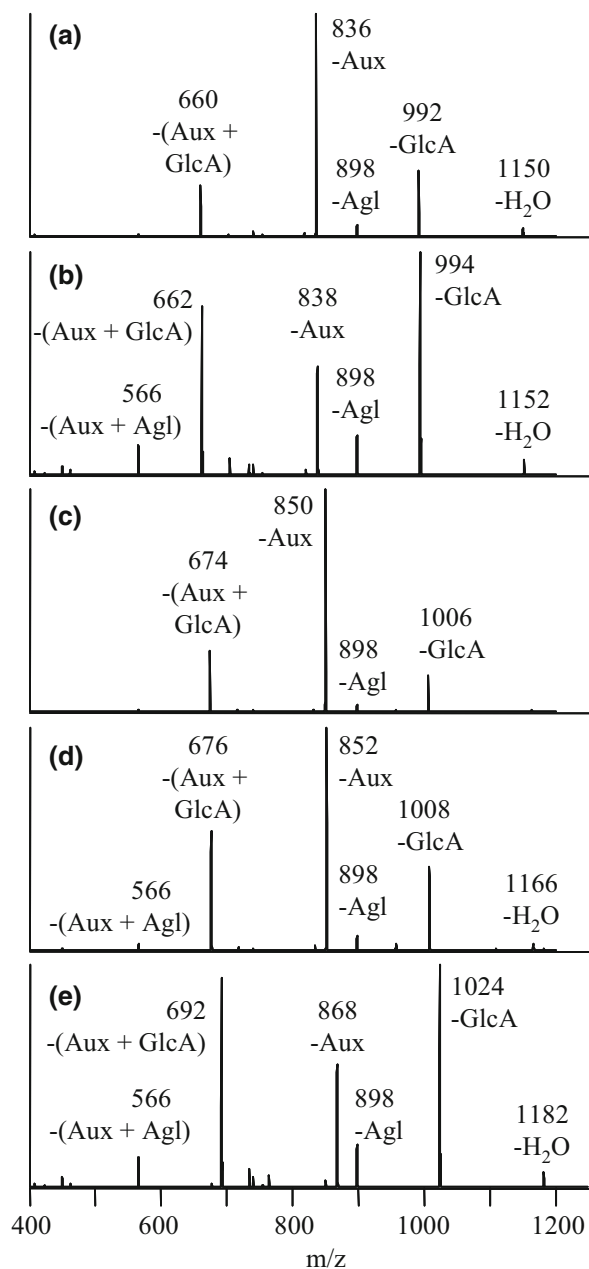 (a)
836
-Aux
660
-(Aux +
GlcA)
992
-GlcA
898
-Agl
1150
-H₂O
(b)
662
-(Aux + GlcA)
838
-Aux
994
-GlcA
566
-(Aux + Agl)
898
-Agl
1152
-H₂O
(c)
850
-Aux
674
-(Aux +
GlcA)
898
-Agl
1006
-GlcA
(d)
676
-(Aux +
GlcA)
852
-Aux
1008
-GlcA
566
-(Aux + Agl)
898
-Agl
1166
-H₂O
(e)
692
-(Aux + GlcA)
868
-Aux
1024
-GlcA
566
-(Aux + Agl)
898
-Agl
1182
-H₂O
400 600 800 1000 1200
m/z